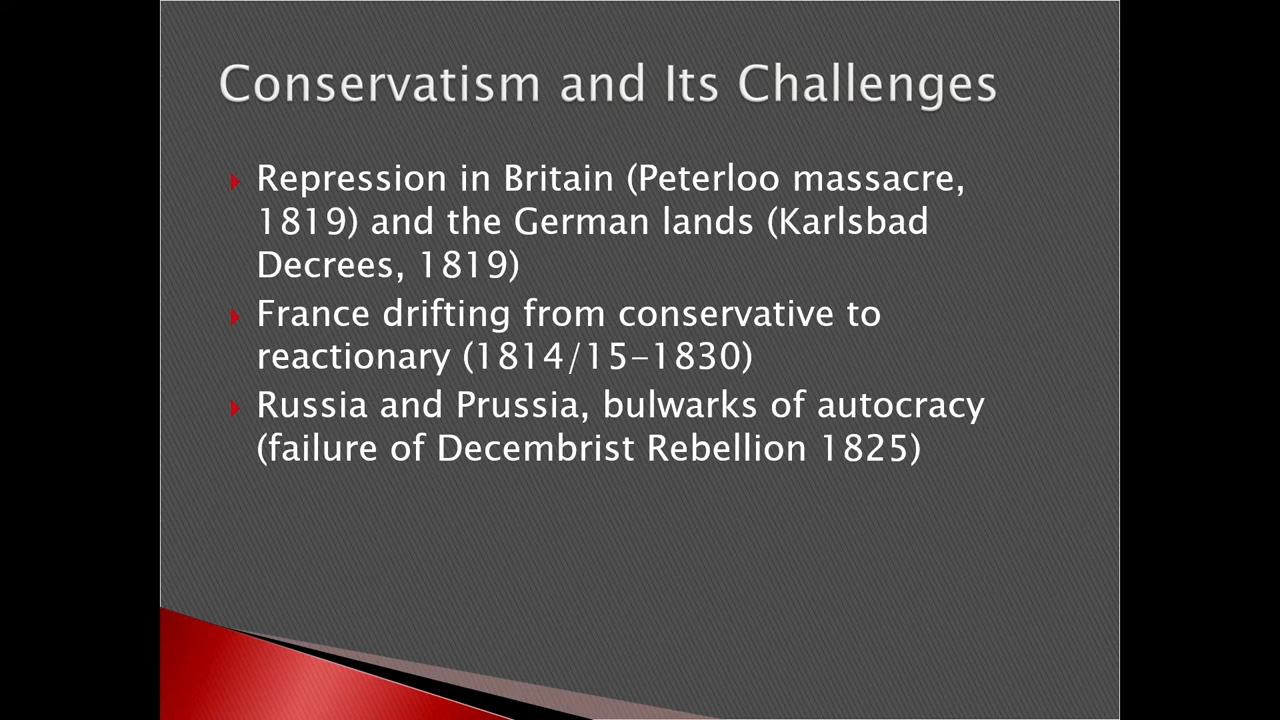 Conservatism and Its Challenges
Repression in Britain (Peterloo massacre,
1819) and the German lands (Karlsbad
Decrees, 1819)
France drifting from conservative to
reactionary (1814/15-1830)
Russia and Prussia, bulwarks of autocracy
(failure of Decembrist Rebellion 1825)